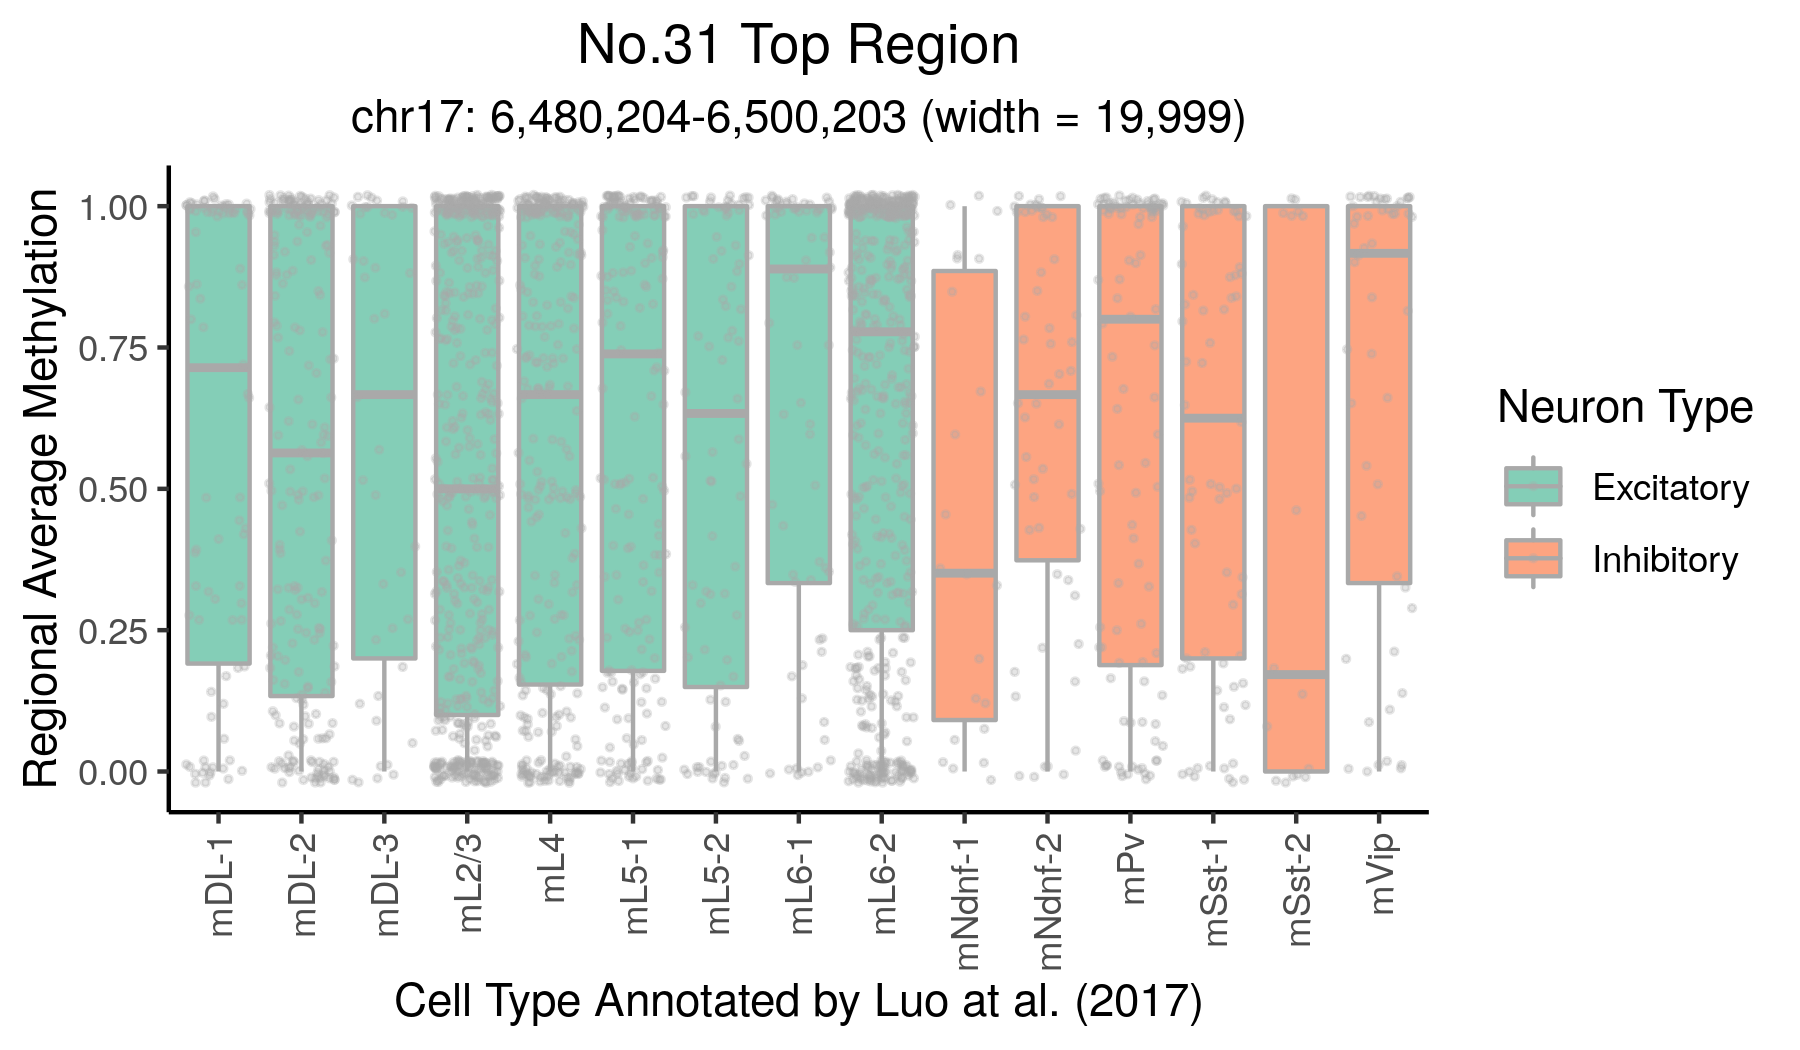 No.31 Top Region
chr17: 6,480,204-6,500,203 (width = 19,999)
Regional Average Methylation
1.00
0.75
0.50
0.25
0.00
mDL-1
mDL-2
mDL-3
mL2/3
mL4
mL5-1
mL5-2
mL6-1
mL6-2
mNdnf-1
mNdnf-2
mPv
mSst-1
mSst-2
mVip
Cell Type Annotated by Luo at al. (2017)
Neuron Type
Excitatory
Inhibitory